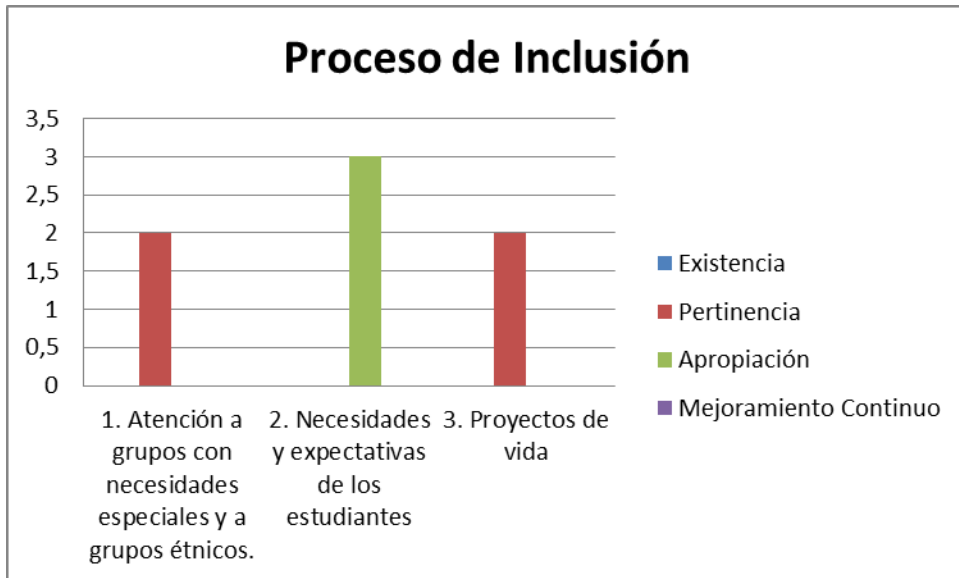 Proceso de Inclusión
3,5
3
2,5
2
1,5
1
0,5
0
1. Atención a
grupos con
necesidades
especiales y a
grupos étnicos.
2. Necesidades
y expectativas
de los
estudiantes
3. Proyectos de
vida
Existencia
Pertinencia
Apropiación
Mejoramiento Continuo